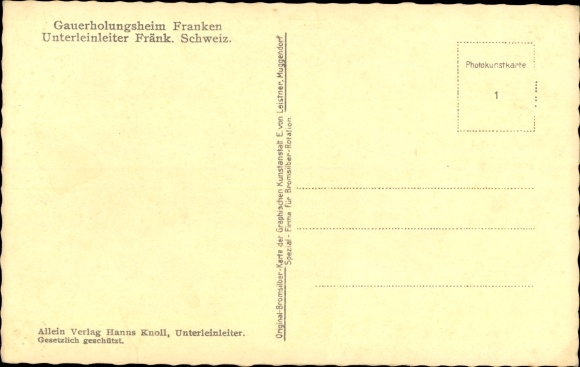 Gauerholungsheim Franken
Unterleinleiter Fränk. Schweiz.
Allein Verlag Hanns Knoll, Unterleinleiter.
Gesetzlich geschützt.
Original-Bromsilber-Karte der Graphischen Kunstanstalt E. von Leistner, Muggendorf
Spezial-Firma für Bromsilber-Rotation.
Photokunstkarte
1